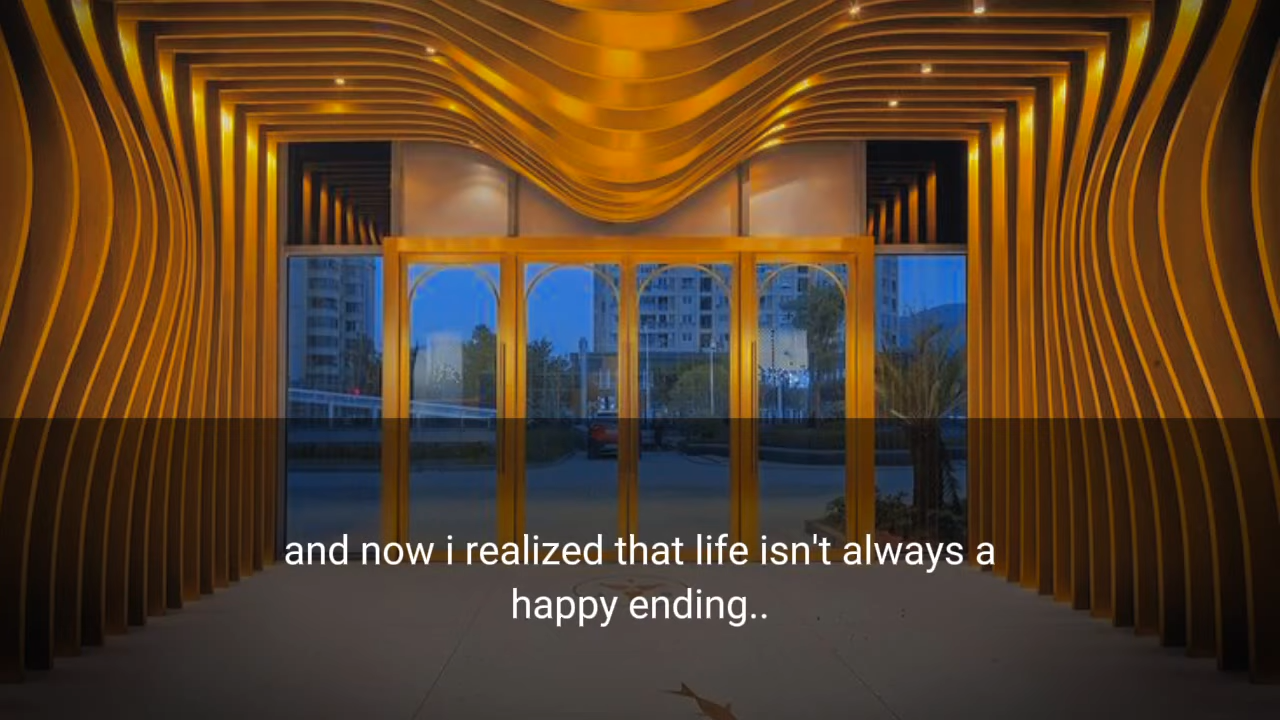 and now i realized that life isn't always a
happy ending..